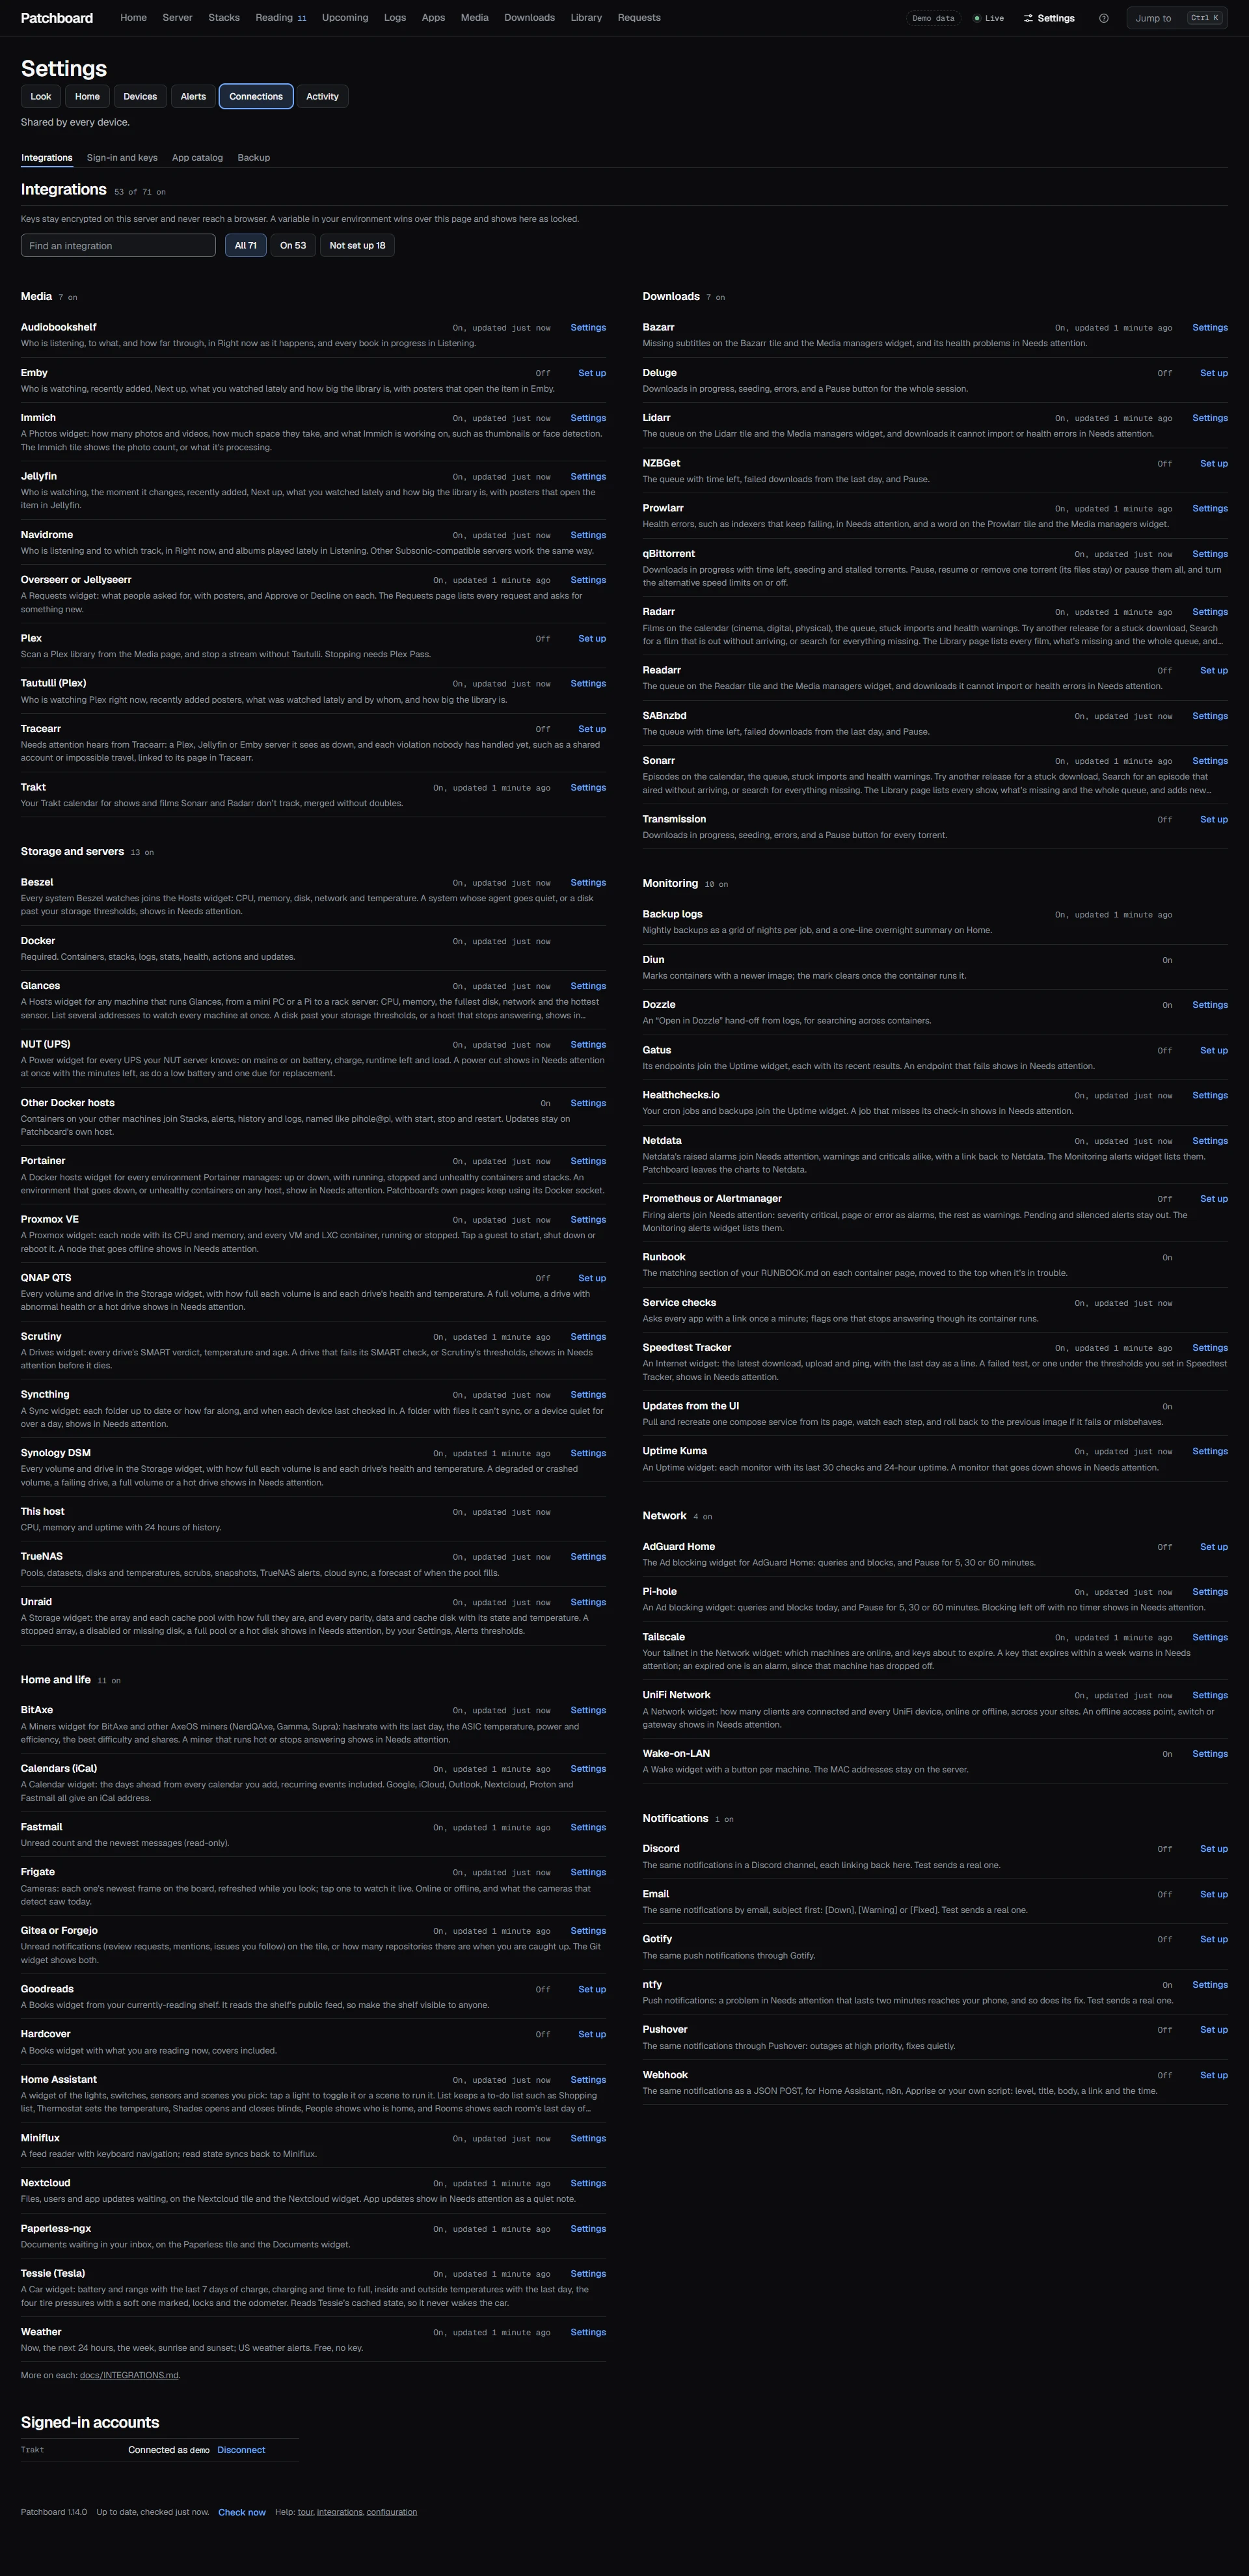 Patchboard Home Server Stacks Reading 11 Upcoming Logs Apps Media Downloads Library Requests Demo data Live Settings Jump to Ctrl K
Settings
Look Home Devices Alerts Connections Activity
Shared by every device.
Integrations Sign-in and keys App catalog Backup
Integrations 53 of 71 on
Keys stay encrypted on this server and never reach a browser. A variable in your environment wins over this page and shows here as locked.
Find an integration All 71 On 53 Not set up 18
Media 7 on
Audiobookshelf On, updated just now Settings
Who is listening, to what, and how far through, in Right now as it happens, and every book in progress in Listening.
Emby Off Set up
Who is watching, recently added, Next up, what you watched lately and how big the library is, with posters that open the item in Emby.
Immich On, updated just now Settings
A Photos widget: how many photos and videos, how much space they take, and what Immich is working on, such as thumbnails or face detection.
The Immich tile shows the photo count, or what it's processing.
Jellyfin On, updated just now Settings
Who is watching, the moment it changes, recently added, Next up, what you watched lately and how big the library is, with posters that open the
item in Jellyfin.
Navidrome On, updated just now Settings
Who is listening and to which track, in Right now, and albums played lately in Listening. Other Subsonic-compatible servers work the same way.
Overseerr or Jellyseerr On, updated 1 minute ago Settings
A Requests widget: what people asked for, with posters, and Approve or Decline on each. The Requests page lists every request and asks for
something new.
Plex Off Set up
Scan a Plex library from the Media page, and stop a stream without Tautulli. Stopping needs Plex Pass.
Tautulli (Plex) On, updated just now Settings
Who is watching Plex right now, recently added posters, what was watched lately and by whom, and how big the library is.
Tracearr Off Set up
Needs attention hears from Tracearr: a Plex, Jellyfin or Emby server it sees as down, and each violation nobody has handled yet, such as a shared
account or impossible travel, linked to its page in Tracearr.
Trakt On, updated 1 minute ago Settings
Your Trakt calendar for shows and films Sonarr and Radarr don't track, merged without doubles.
Storage and servers 13 on
Beszel On, updated just now Settings
Every system Beszel watches joins the Hosts widget: CPU, memory, disk, network and temperature. A system whose agent goes quiet, or a disk
past your storage thresholds, shows in Needs attention.
Docker On, updated just now
Required. Containers, stacks, logs, stats, health, actions and updates.
Glances On, updated just now Settings
A Hosts widget for any machine that runs Glances, from a mini PC or a Pi to a rack server: CPU, memory, the fullest disk, network and the hottest
sensor. List several addresses to watch every machine at once. A disk past your storage thresholds, or a host that stops answering, shows in…
NUT (UPS) On, updated just now Settings
A Power widget for every UPS your NUT server knows: on mains or on battery, charge, runtime left and load. A power cut shows in Needs attention
at once with the minutes left, as do a low battery and one due for replacement.
Other Docker hosts On Settings
Containers on your other machines join Stacks, alerts, history and logs, named like pihole@pi, with start, stop and restart. Updates stay on
Patchboard's own host.
Portainer On, updated just now Settings
A Docker hosts widget for every environment Portainer manages: up or down, with running, stopped and unhealthy containers and stacks. An
environment that goes down, or unhealthy containers on any host, show in Needs attention. Patchboard's own pages keep using its Docker socket.
Proxmox VE On, updated just now Settings
A Proxmox widget: each node with its CPU and memory, and every VM and LXC container, running or stopped. Tap a guest to start, shut down or
reboot it. A node that goes offline shows in Needs attention.
QNAP QTS Off Set up
Every volume and drive in the Storage widget, with how full each volume is and each drive's health and temperature. A full volume, a drive with
abnormal health or a hot drive shows in Needs attention.
Scrutiny On, updated 1 minute ago Settings
A Drives widget: every drive's SMART verdict, temperature and age. A drive that fails its SMART check, or Scrutiny's thresholds, shows in Needs
attention before it dies.
Syncthing On, updated just now Settings
A Sync widget: each folder up to date or how far along, and when each device last checked in. A folder with files it can't sync, or a device quiet for
over a day, shows in Needs attention.
Synology DSM On, updated 1 minute ago Settings
Every volume and drive in the Storage widget, with how full each volume is and each drive's health and temperature. A degraded or crashed
volume, a failing drive, a full volume or a hot drive shows in Needs attention.
This host On, updated just now
CPU, memory and uptime with 24 hours of history.
TrueNAS On, updated just now Settings
Pools, datasets, disks and temperatures, scrubs, snapshots, TrueNAS alerts, cloud sync, a forecast of when the pool fills.
Unraid On, updated just now Settings
A Storage widget: the array and each cache pool with how full they are, and every parity, data and cache disk with its state and temperature. A
stopped array, a disabled or missing disk, a full pool or a hot disk shows in Needs attention, by your Settings, Alerts thresholds.
Home and life 11 on
BitAxe On, updated just now Settings
A Miners widget for BitAxe and other AxeOS miners (NerdQAxe, Gamma, Supra): hashrate with its last day, the ASIC temperature, power and
efficiency, the best difficulty and shares. A miner that runs hot or stops answering shows in Needs attention.
Calendars (iCal) On, updated 1 minute ago Settings
A Calendar widget: the days ahead from every calendar you add, recurring events included. Google, iCloud, Outlook, Nextcloud, Proton and
Fastmail all give an iCal address.
Fastmail On, updated 1 minute ago Settings
Unread count and the newest messages (read-only).
Frigate On, updated just now Settings
Cameras: each one's newest frame on the board, refreshed while you look; tap one to watch it live. Online or offline, and what the cameras that
detect saw today.
Gitea or Forgejo On, updated 1 minute ago Settings
Unread notifications (review requests, mentions, issues you follow) on the tile, or how many repositories there are when you are caught up. The Git
widget shows both.
Goodreads Off Set up
A Books widget from your currently-reading shelf. It reads the shelf's public feed, so make the shelf visible to anyone.
Hardcover Off Set up
A Books widget with what you are reading now, covers included.
Home Assistant On, updated just now Settings
A widget of the lights, switches, sensors and scenes you pick: tap a light to toggle it or a scene to run it. List keeps a to-do list such as Shopping
list, Thermostat sets the temperature, Shades opens and closes blinds, People shows who is home, and Rooms shows each room's last day of…
Miniflux On, updated just now Settings
A feed reader with keyboard navigation; read state syncs back to Miniflux.
Nextcloud On, updated 1 minute ago Settings
Files, users and app updates waiting, on the Nextcloud tile and the Nextcloud widget. App updates show in Needs attention as a quiet note.
Paperless-ngx On, updated 1 minute ago Settings
Documents waiting in your inbox, on the Paperless tile and the Documents widget.
Tessie (Tesla) On, updated 1 minute ago Settings
A Car widget: battery and range with the last 7 days of charge, charging and time to full, inside and outside temperatures with the last day, the
four tire pressures with a soft one marked, locks and the odometer. Reads Tessie's cached state, so it never wakes the car.
Weather On, updated 1 minute ago Settings
Now, the next 24 hours, the week, sunrise and sunset; US weather alerts. Free, no key.
More on each: docs/INTEGRATIONS.md.
Downloads 7 on
Bazarr On, updated 1 minute ago Settings
Missing subtitles on the Bazarr tile and the Media managers widget, and its health problems in Needs attention.
Deluge Off Set up
Downloads in progress, seeding, errors, and a Pause button for the whole session.
Lidarr On, updated 1 minute ago Settings
The queue on the Lidarr tile and the Media managers widget, and downloads it cannot import or health errors in Needs attention.
NZBGet Off Set up
The queue with time left, failed downloads from the last day, and Pause.
Prowlarr On, updated 1 minute ago Settings
Health errors, such as indexers that keep failing, in Needs attention, and a word on the Prowlarr tile and the Media managers widget.
qBittorrent On, updated just now Settings
Downloads in progress with time left, seeding and stalled torrents. Pause, resume or remove one torrent (its files stay) or pause them all, and turn
the alternative speed limits on or off.
Radarr On, updated 1 minute ago Settings
Films on the calendar (cinema, digital, physical), the queue, stuck imports and health warnings. Try another release for a stuck download, Search
for a film that is out without arriving, or search for everything missing. The Library page lists every film, what's missing and the whole queue, and…
Readarr Off Set up
The queue on the Readarr tile and the Media managers widget, and downloads it cannot import or health errors in Needs attention.
SABnzbd On, updated just now Settings
The queue with time left, failed downloads from the last day, and Pause.
Sonarr On, updated 1 minute ago Settings
Episodes on the calendar, the queue, stuck imports and health warnings. Try another release for a stuck download, Search for an episode that
aired without arriving, or search for everything missing. The Library page lists every show, what's missing and the whole queue, and adds new…
Transmission Off Set up
Downloads in progress, seeding, errors, and a Pause button for every torrent.
Monitoring 10 on
Backup logs On, updated 1 minute ago
Nightly backups as a grid of nights per job, and a one-line overnight summary on Home.
Diun On
Marks containers with a newer image; the mark clears once the container runs it.
Dozzle On Settings
An “Open in Dozzle” hand-off from logs, for searching across containers.
Gatus Off Set up
Its endpoints join the Uptime widget, each with its recent results. An endpoint that fails shows in Needs attention.
Healthchecks.io On, updated just now Settings
Your cron jobs and backups join the Uptime widget. A job that misses its check-in shows in Needs attention.
Netdata On, updated just now Settings
Netdata's raised alarms join Needs attention, warnings and criticals alike, with a link back to Netdata. The Monitoring alerts widget lists them.
Patchboard leaves the charts to Netdata.
Prometheus or Alertmanager Off Set up
Firing alerts join Needs attention: severity critical, page or error as alarms, the rest as warnings. Pending and silenced alerts stay out. The
Monitoring alerts widget lists them.
Runbook On
The matching section of your RUNBOOK.md on each container page, moved to the top when it's in trouble.
Service checks On, updated just now
Asks every app with a link once a minute; flags one that stops answering though its container runs.
Speedtest Tracker On, updated 1 minute ago Settings
An Internet widget: the latest download, upload and ping, with the last day as a line. A failed test, or one under the thresholds you set in Speedtest
Tracker, shows in Needs attention.
Updates from the UI On
Pull and recreate one compose service from its page, watch each step, and roll back to the previous image if it fails or misbehaves.
Uptime Kuma On, updated just now Settings
An Uptime widget: each monitor with its last 30 checks and 24-hour uptime. A monitor that goes down shows in Needs attention.
Network 4 on
AdGuard Home Off Set up
The Ad blocking widget for AdGuard Home: queries and blocks, and Pause for 5, 30 or 60 minutes.
Pi-hole On, updated just now Settings
An Ad blocking widget: queries and blocks today, and Pause for 5, 30 or 60 minutes. Blocking left off with no timer shows in Needs attention.
Tailscale On, updated 1 minute ago Settings
Your tailnet in the Network widget: which machines are online, and keys about to expire. A key that expires within a week warns in Needs
attention; an expired one is an alarm, since that machine has dropped off.
UniFi Network On, updated just now Settings
A Network widget: how many clients are connected and every UniFi device, online or offline, across your sites. An offline access point, switch or
gateway shows in Needs attention.
Wake-on-LAN On Settings
A Wake widget with a button per machine. The MAC addresses stay on the server.
Notifications 1 on
Discord Off Set up
The same notifications in a Discord channel, each linking back here. Test sends a real one.
Email Off Set up
The same notifications by email, subject first: [Down], [Warning] or [Fixed]. Test sends a real one.
Gotify Off Set up
The same push notifications through Gotify.
ntfy On Settings
Push notifications: a problem in Needs attention that lasts two minutes reaches your phone, and so does its fix. Test sends a real one.
Pushover Off Set up
The same notifications through Pushover: outages at high priority, fixes quietly.
Webhook Off Set up
The same notifications as a JSON POST, for Home Assistant, n8n, Apprise or your own script: level, title, body, a link and the time.
Signed-in accounts
Trakt Connected as demo Disconnect
Patchboard 1.14.0 Up to date, checked just now. Check now Help: tour, integrations, configuration